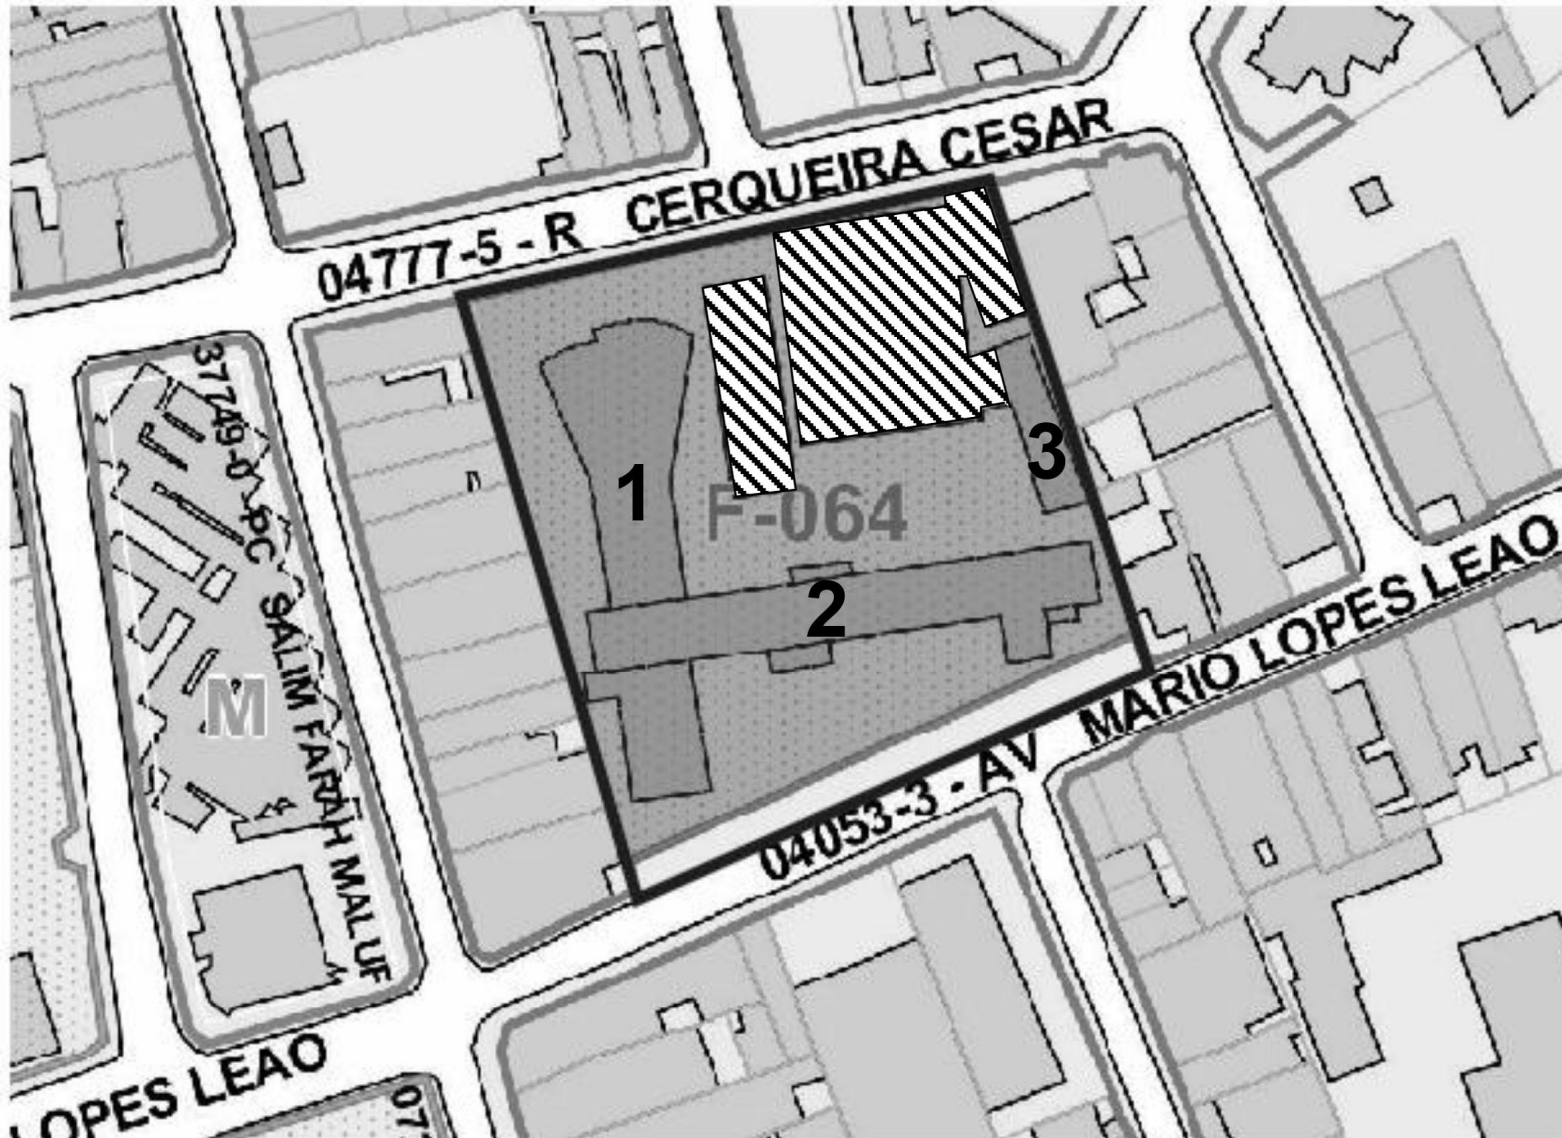 04777-5 - R CERQUEIRA CESAR
37749-0 - PC SALIM FARAH MALUF
1
3
F-064
2
M
04053-3 - AV MARIO LOPES LEAO
LOPES LEAO
07